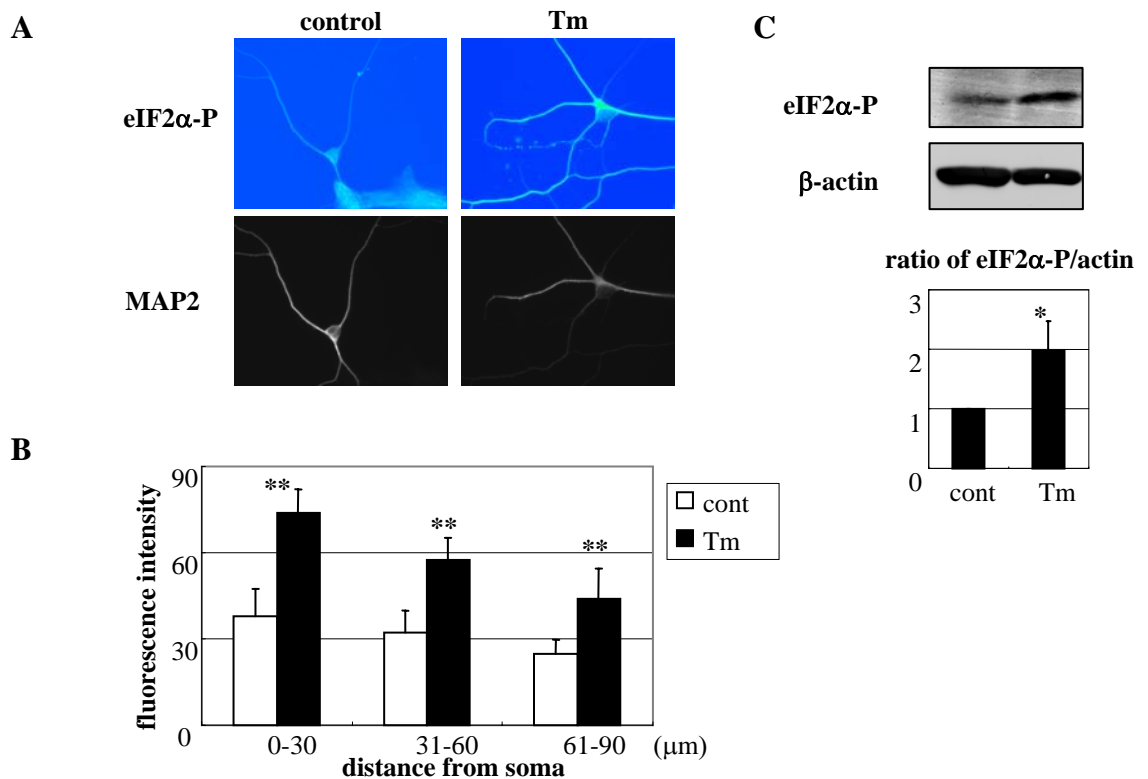 A
control
Tm
eIF2α-P
MAP2
C
eIF2α-P
β-actin
ratio of eIF2α-P/actin
3
*
2
1
0
cont
Tm
B
fluorescence intensity
90
60
30
0
**
**
**
cont
Tm
0-30
31-60
61-90
(μm)
distance from soma